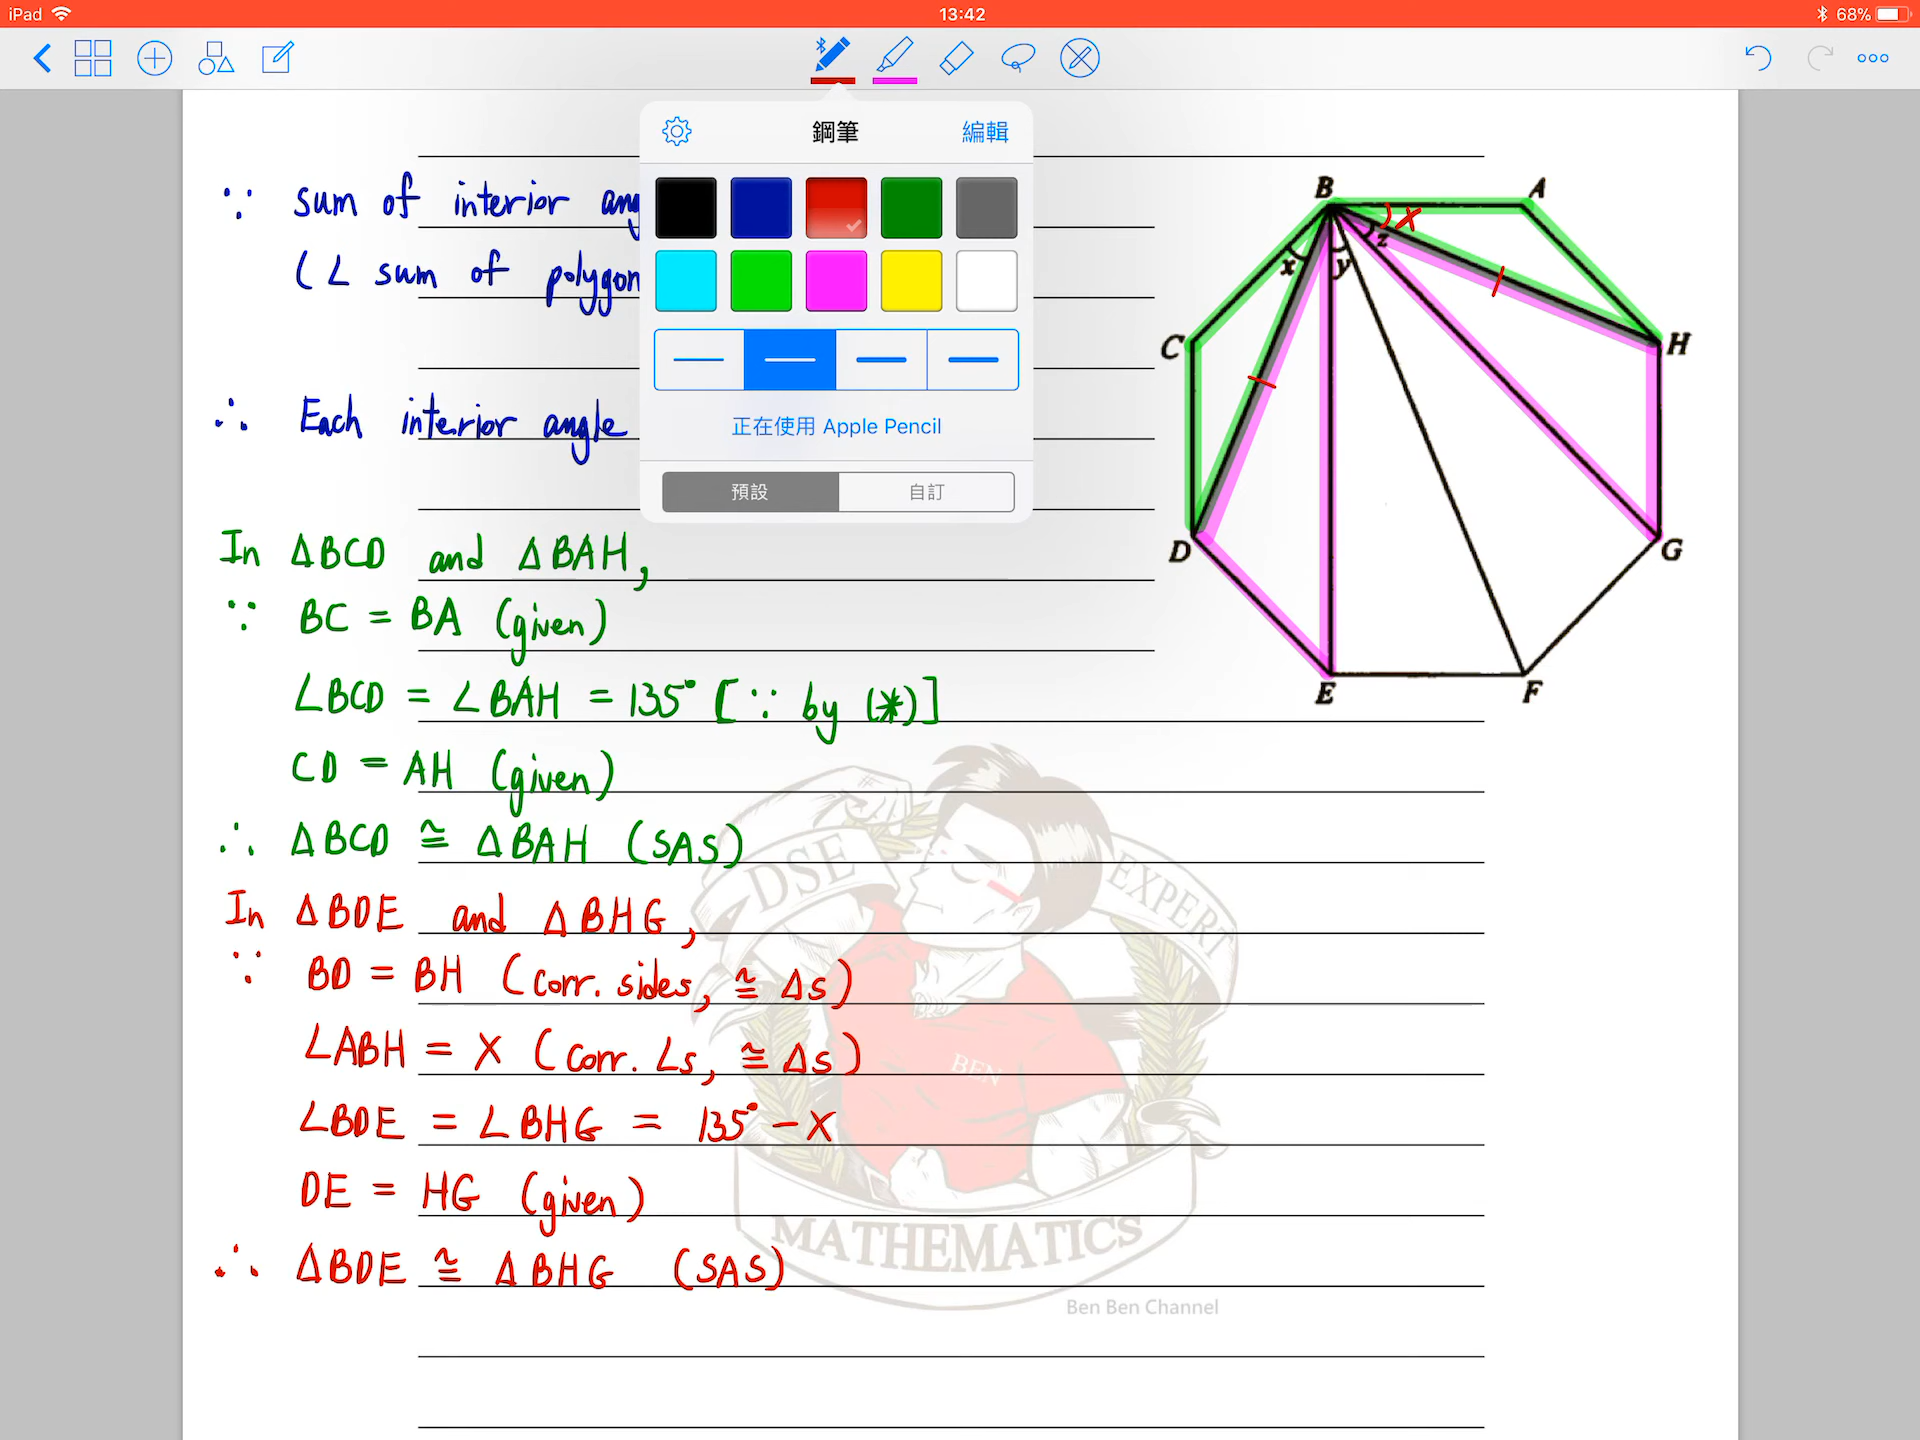 iPad 13:42 68%
鋼筆 編輯
正在使用 Apple Pencil
預設 自訂
∵ sum of interior ang
(∠ sum of polygon
∴ Each interior angle
In ΔBCD and ΔBAH,
∵ BC = BA (given)
∠BCD = ∠BAH = 135° [∵ by (*)]
CD = AH (given)
∴ ΔBCD ≅ ΔBAH (SAS)
In ΔBDE and ΔBHG,
∵ BD = BH (corr. sides, ≅ Δs)
∠ABH = x (corr. ∠s, ≅ Δs)
∠BDE = ∠BHG = 135° - x
DE = HG (given)
∴ ΔBDE ≅ ΔBHG (SAS)
B A
x
z
x y
C H
D G
E F
DSE EXPERT
BEN
MATHEMATICS
Ben Ben Channel